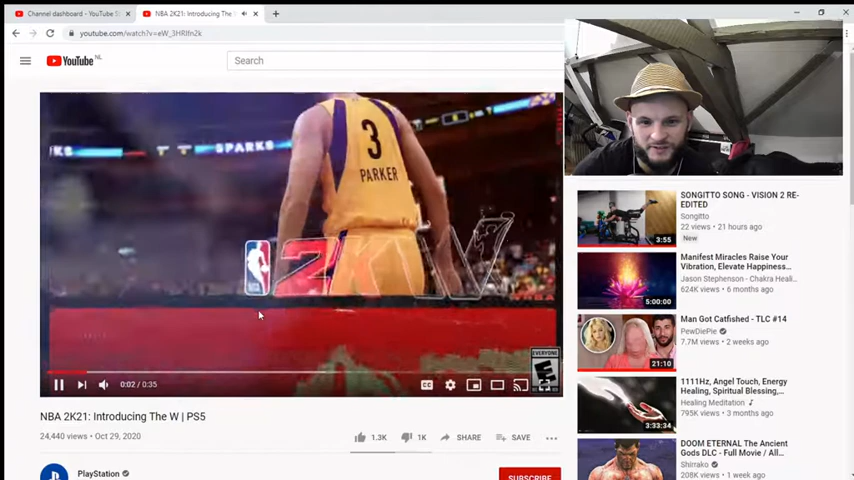 Channel dashboard - YouTube S
NBA 2K21: Introducing The W
youtube.com/watch?v=eW_3HRlfn2k
YouTube NL
Search
SPARKS
3
PARKER
NBA
2KW
EVERYONE
E
0:02 / 0:35
CC
NBA 2K21: Introducing The W | PS5
24,440 views • Oct 29, 2020
1.3K
1K
SHARE
SAVE
PlayStation
SUBSCRIBE
SONGITTO SONG - VISION 2 RE-
EDITED
Songitto
22 views • 21 hours ago
New
3:55
Manifest Miracles Raise Your
Vibration, Elevate Happiness...
Jason Stephenson - Chakra Heali...
624K views • 6 months ago
5:00:00
Man Got Catfished - TLC #14
PewDiePie
7.7M views • 2 weeks ago
21:10
1111Hz, Angel Touch, Energy
Healing, Spiritual Blessing,...
Healing Meditation
795K views • 3 months ago
3:33:34
DOOM ETERNAL The Ancient
Gods DLC - Full Movie / All...
Shirrako
208K views • 1 week ago